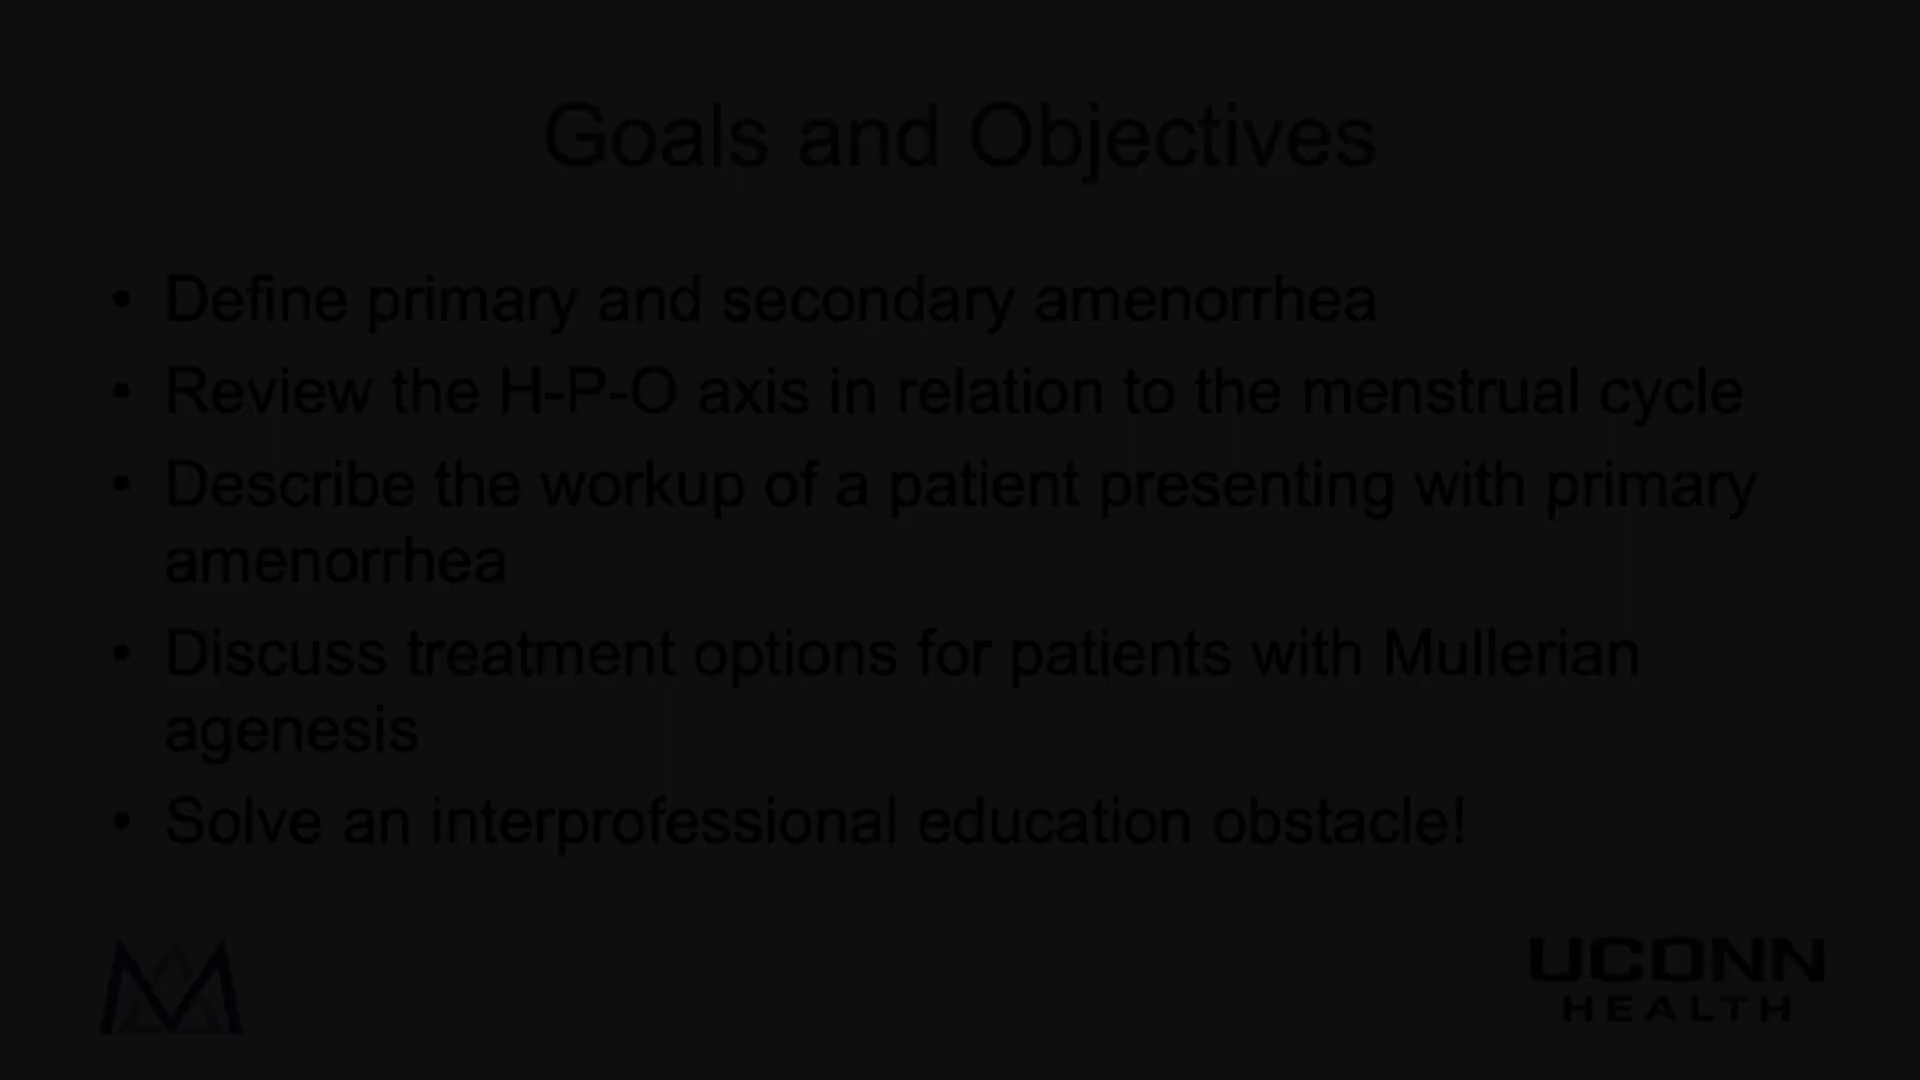 Goals and Objectives
• Define primary and secondary amenorrhea
• Review the H-P-O axis in relation to the menstrual cycle
• Describe the workup of a patient presenting with primary
amenorrhea
• Discuss treatment options for patients with Mullerian
agenesis
• Solve an interprofessional education obstacle!
UCONN
HEALTH